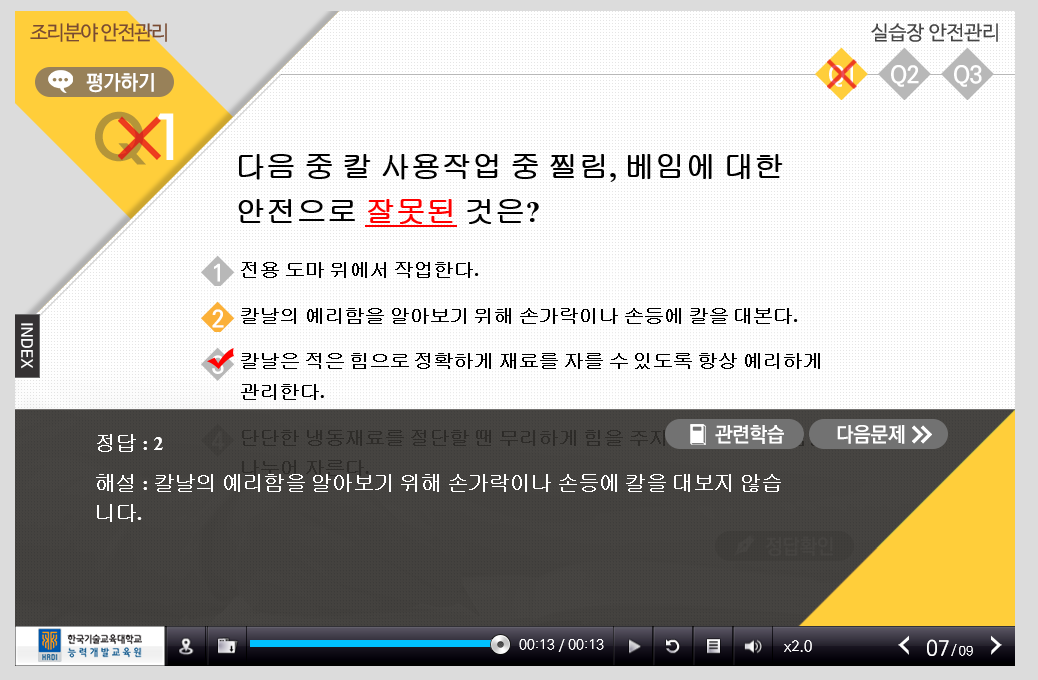 조리분야 안전관리
실습장 안전관리
평가하기
Q1 Q2 Q3
Q1
다음 중 칼 사용작업 중 찔림, 베임에 대한
안전으로 잘못된 것은?
1 전용 도마 위에서 작업한다.
2 칼날의 예리함을 알아보기 위해 손가락이나 손등에 칼을 대본다.
INDEX
3 칼날은 적은 힘으로 정확하게 재료를 자를 수 있도록 항상 예리하게
관리한다.
4 단단한 냉동재료를 절단할 땐 무리하게 힘을 주지
나누어 자른다.
관련학습 다음문제
정답 : 2
해설 : 칼날의 예리함을 알아보기 위해 손가락이나 손등에 칼을 대보지 않습
니다.
정답확인
한국기술교육대학교
능력개발교육원
HRDI
00:13 / 00:13
x2.0
07/09